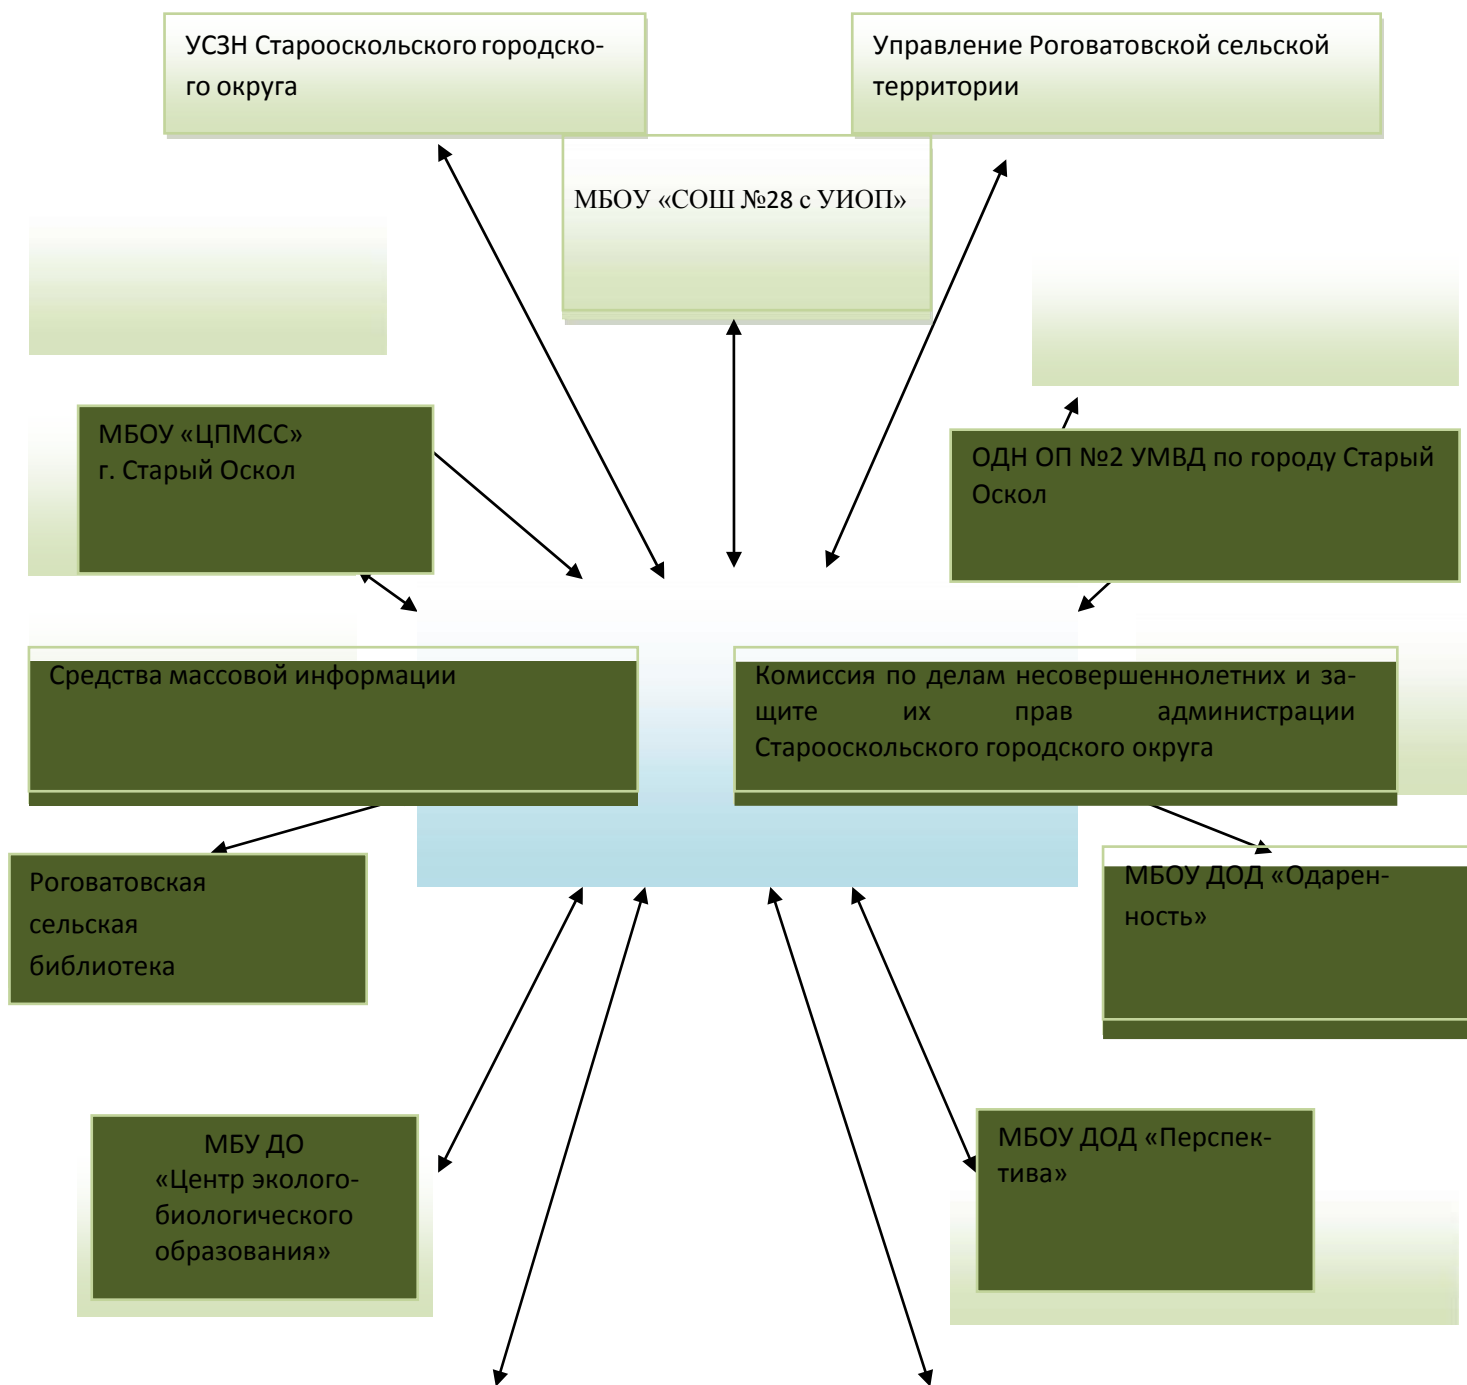 УСЗН Старооскольского городско-
го округа
Управление Роговатовской сельской
территории
МБОУ «СОШ №28 с УИОП»
МБОУ «ЦПМСС»
г. Старый Оскол
ОДН ОП №2 УМВД по городу Старый
Оскол
Средства массовой информации
Комиссия по делам несовершеннолетних и за-
щите их прав администрации
Старооскольского городского округа
Роговатовская
сельская
библиотека
МБОУ ДОД «Одарен-
ность»
МБУ ДО
«Центр эколого-
биологического
образования»
МБОУ ДОД «Перспек-
тива»